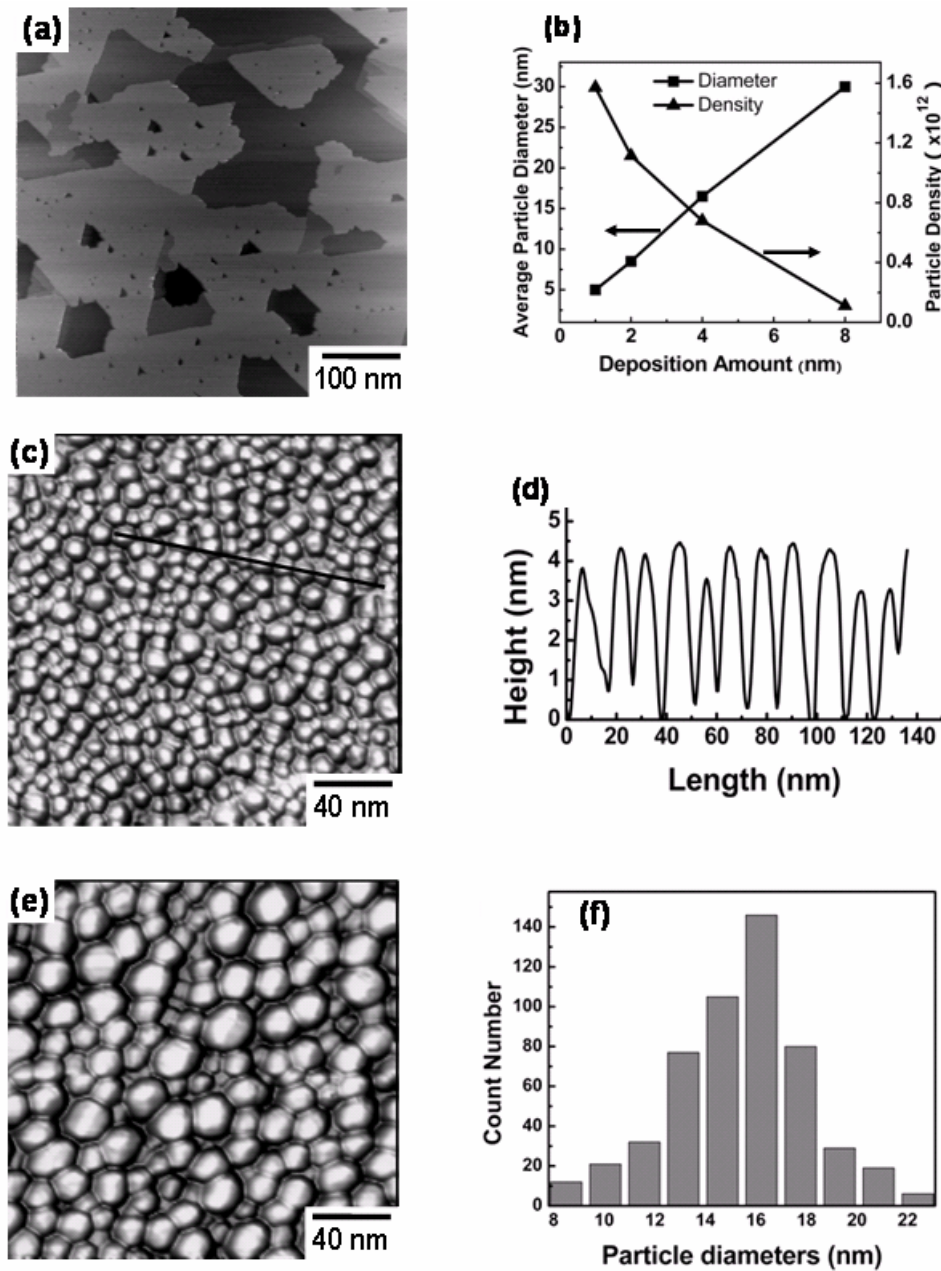 (a)
100 nm
(b)
Diameter
Density
Average Particle Diameter (nm)
30
25
20
15
10
5
0 2 4 6 8
Deposition Amount (nm)
1.6
1.2
0.8
0.4
0.0
Particle Density ( x10¹² )
(c)
40 nm
(d)
Height (nm)
5
4
3
2
1
0
0 20 40 60 80 100 120 140
Length (nm)
(e)
40 nm
(f)
Count Number
140
120
100
80
60
40
20
0
8 10 12 14 16 18 20 22
Particle diameters (nm)